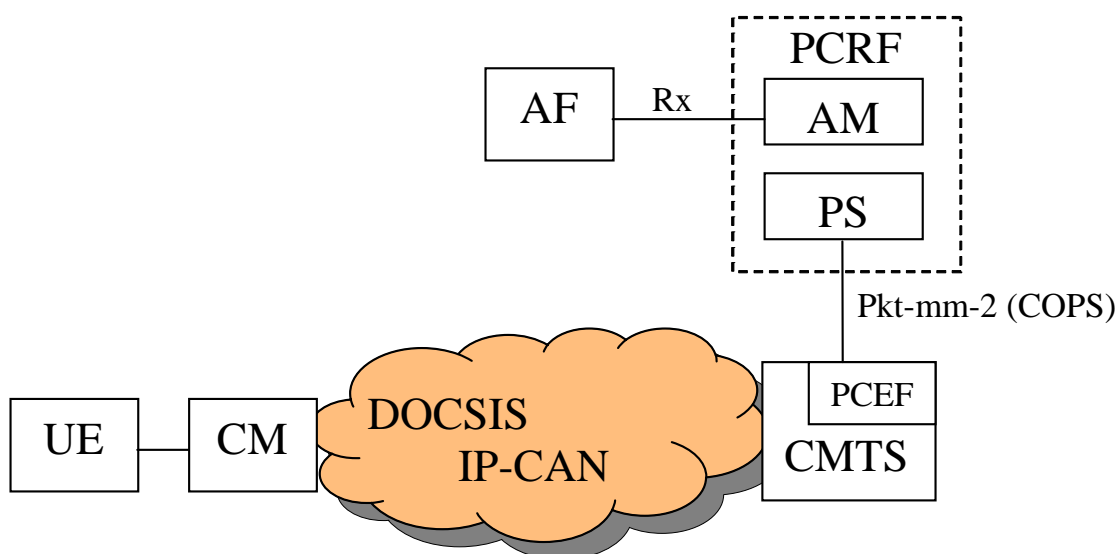 PCRF
AF
Rx
AM
PS
Pkt-mm-2 (COPS)
PCEF
UE
CM
DOCSIS
IP-CAN
CMTS